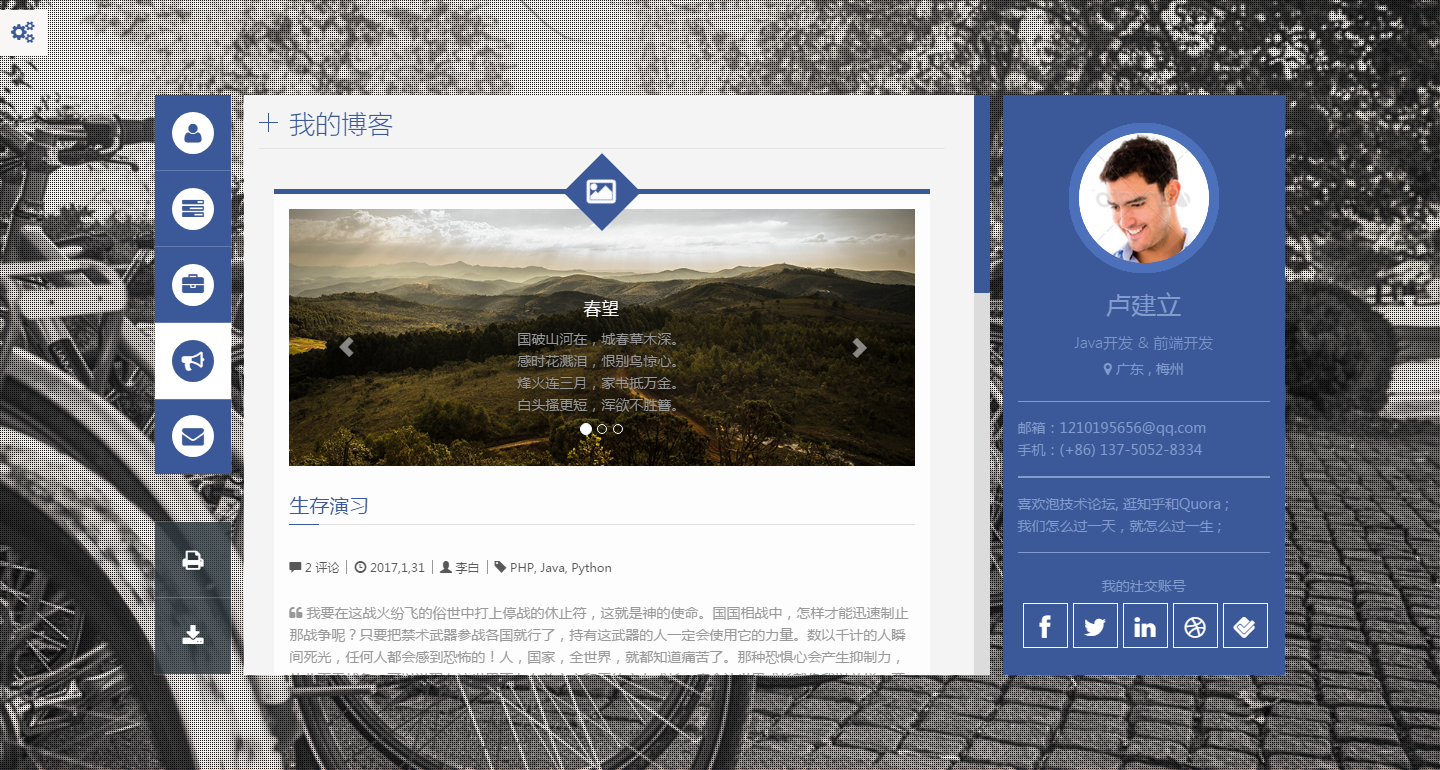 我的博客
春望
国破山河在，城春草木深。
感时花溅泪，恨别鸟惊心。
烽火连三月，家书抵万金。
白头搔更短，浑欲不胜簪。
生存演习
2 评论 | 2017,1,31 | 李白 | PHP, Java, Python
我要在这战火纷飞的俗世中打上停战的休止符，这就是神的使命。国国相战中，怎样才能迅速制止
那战争呢？只要把禁术武器参战各国就行了，持有这武器的人一定会使用它的力量。数以千计的人瞬
间死光，任何人都会感到恐怖的！人，国家，全世界，就都知道痛苦了。那种恐惧心会产生抑制力，
卢建立
Java开发 & 前端开发
广东 , 梅州
邮箱：1210195656@qq.com
手机：(+86) 137-5052-8334
喜欢泡技术论坛, 逛知乎和Quora ;
我们怎么过一天，就怎么过一生 ;
我的社交账号